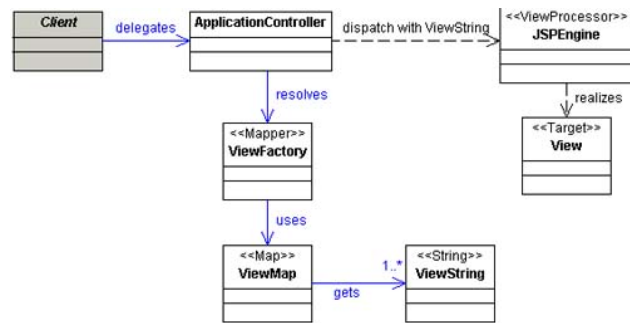 Client
delegates
ApplicationController
dispatch with ViewString
<<ViewProcessor>>
JSPEngine
resolves
realizes
<<Mapper>>
ViewFactory
<<Target>>
View
uses
<<Map>>
ViewMap
gets
1..*
<<String>>
ViewString